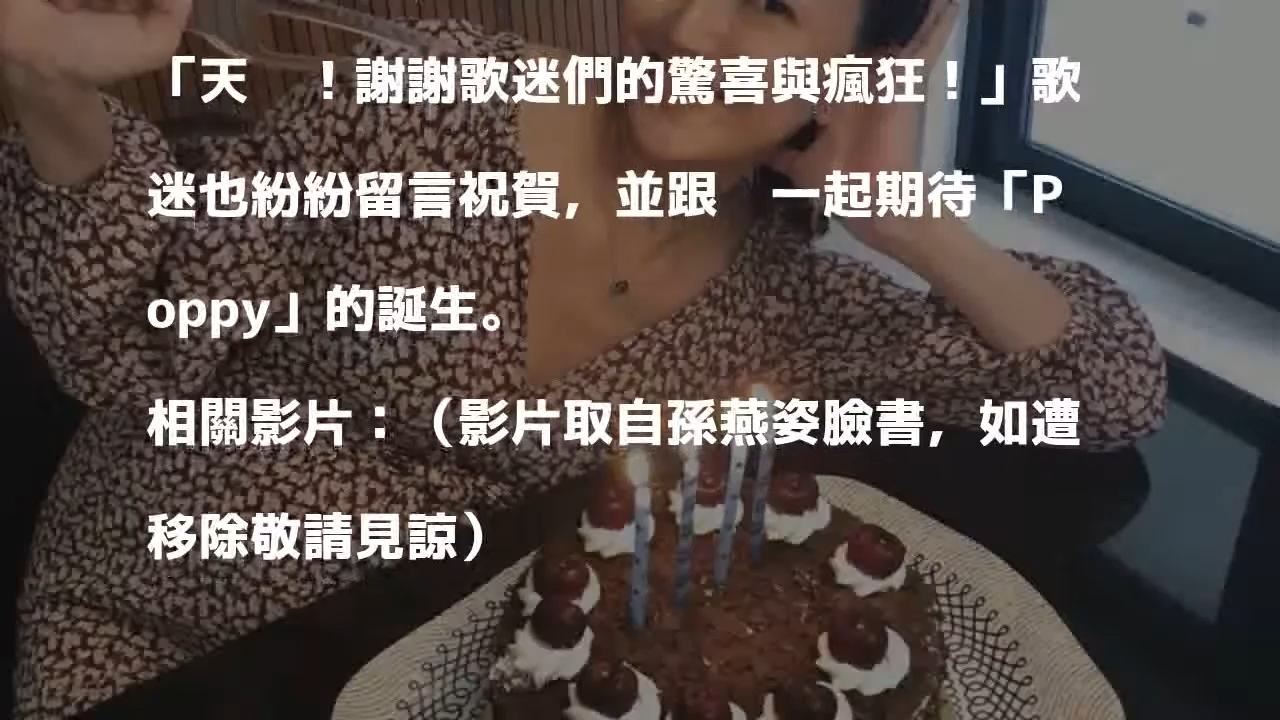 「天　！謝謝歌迷們的驚喜與瘋狂！」歌
迷也紛紛留言祝賀，並跟　一起期待「P
oppy」的誕生。
相關影片：（影片取自孫燕姿臉書，如遭
移除敬請見諒）